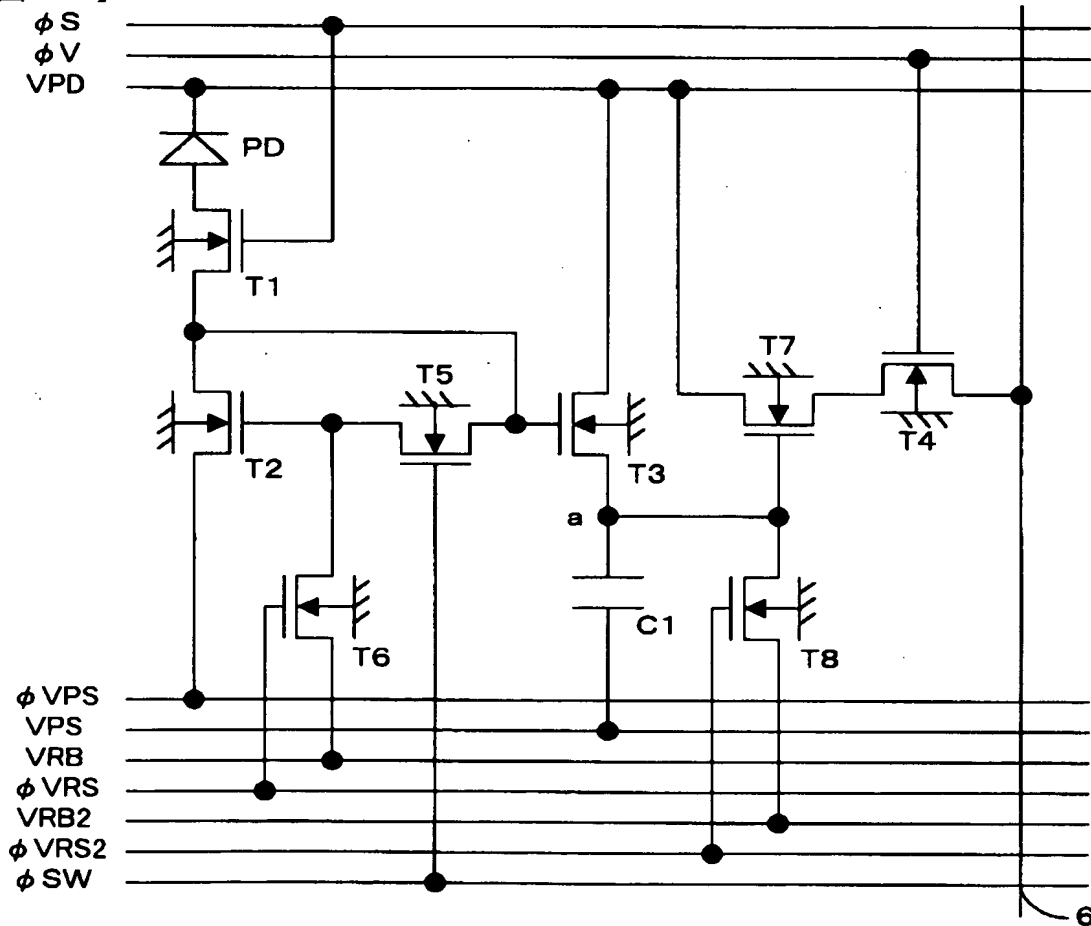 φS
φV
VPD
PD
T1
T7
T5
T4
T2
T3
a
C1
T6
T8
φVPS
VPS
VRB
φVRS
VRB2
φVRS2
φSW
6